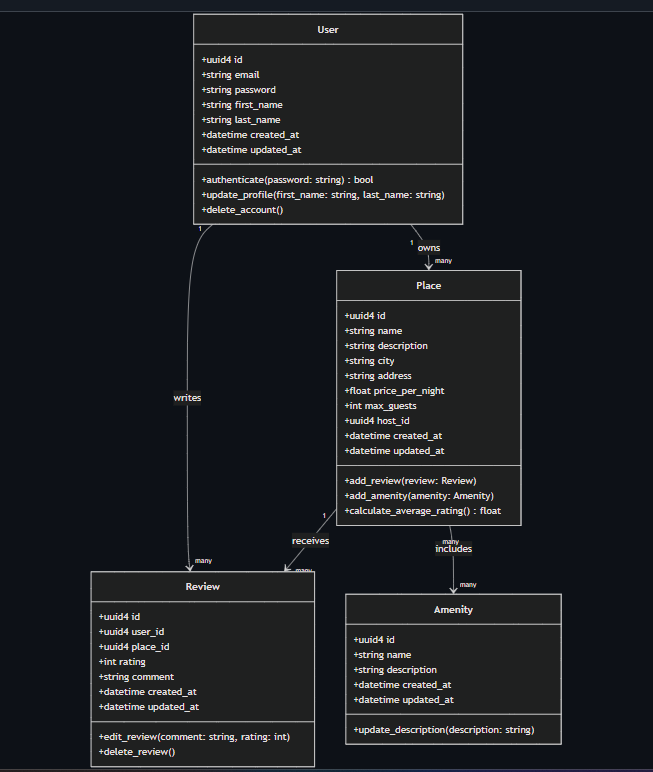 User
+uuid4 id
+string email
+string password
+string first_name
+string last_name
+datetime created_at
+datetime updated_at
+authenticate(password: string) : bool
+update_profile(first_name: string, last_name: string)
+delete_account()
1
1
owns
many
Place
+uuid4 id
+string name
+string description
+string city
+string address
+float price_per_night
+int max_guests
+uuid4 host_id
+datetime created_at
+datetime updated_at
+add_review(review: Review)
+add_amenity(amenity: Amenity)
+calculate_average_rating() : float
writes
1
receives
many
includes
many
many
many
Review
+uuid4 id
+uuid4 user_id
+uuid4 place_id
+int rating
+string comment
+datetime created_at
+datetime updated_at
+edit_review(comment: string, rating: int)
+delete_review()
Amenity
+uuid4 id
+string name
+string description
+datetime created_at
+datetime updated_at
+update_description(description: string)